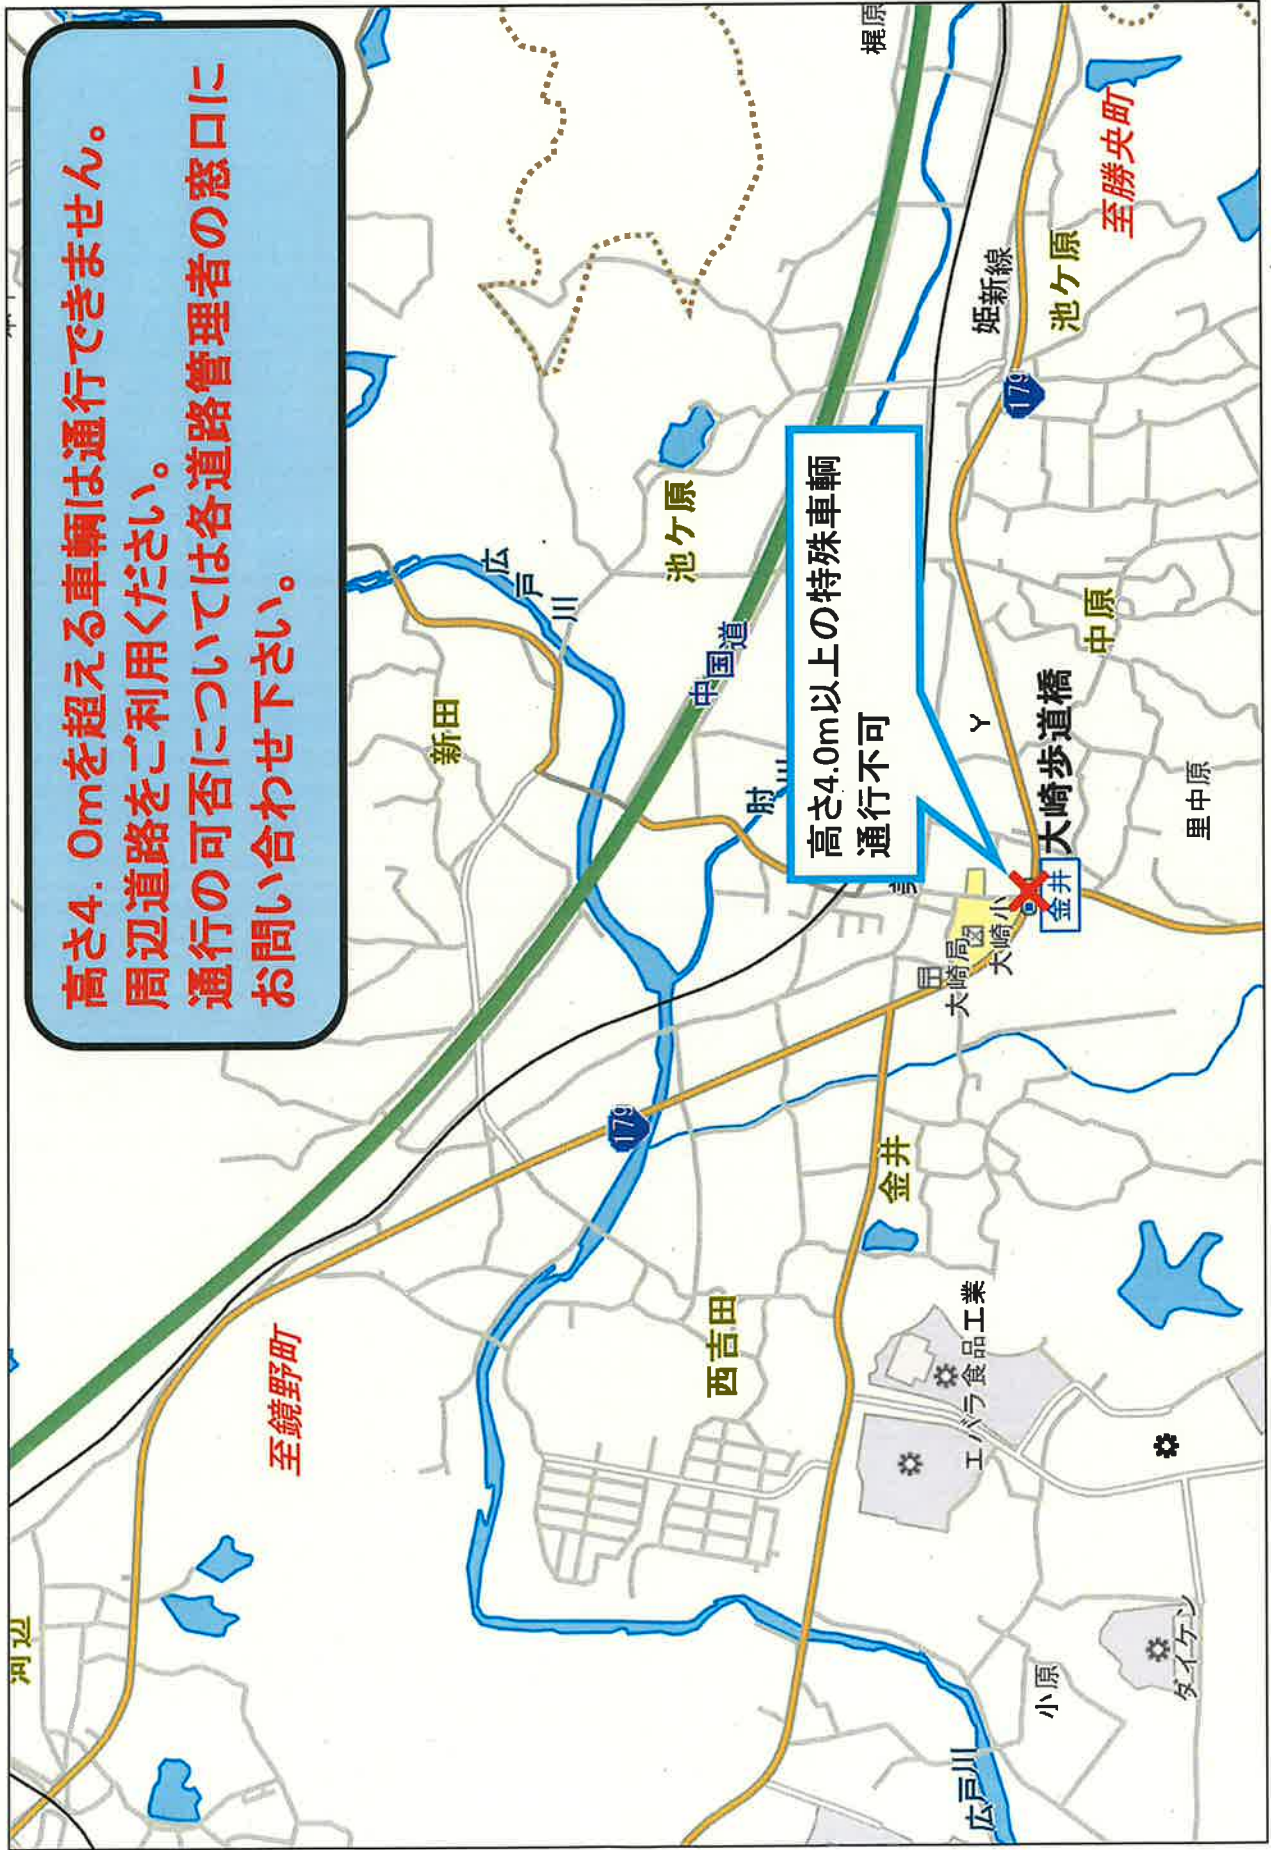 高さ4.0mを超える車輌は通行できません。
周辺道路をご利用ください。
通行の可否については各道路管理者の窓口に
お問い合わせ下さい。
高さ4.0m以上の特殊車輌
通行不可
河辺
至鏡野町
179
新田
広戸川
池ケ原
中国道
肘川
梶原
姫新線
池ケ原
至勝央町
179
中原
大崎歩道橋
里中原
金井
大崎小
大崎局
金井
西吉田
エバラ食品工業
小原
ダイケン
広戸川